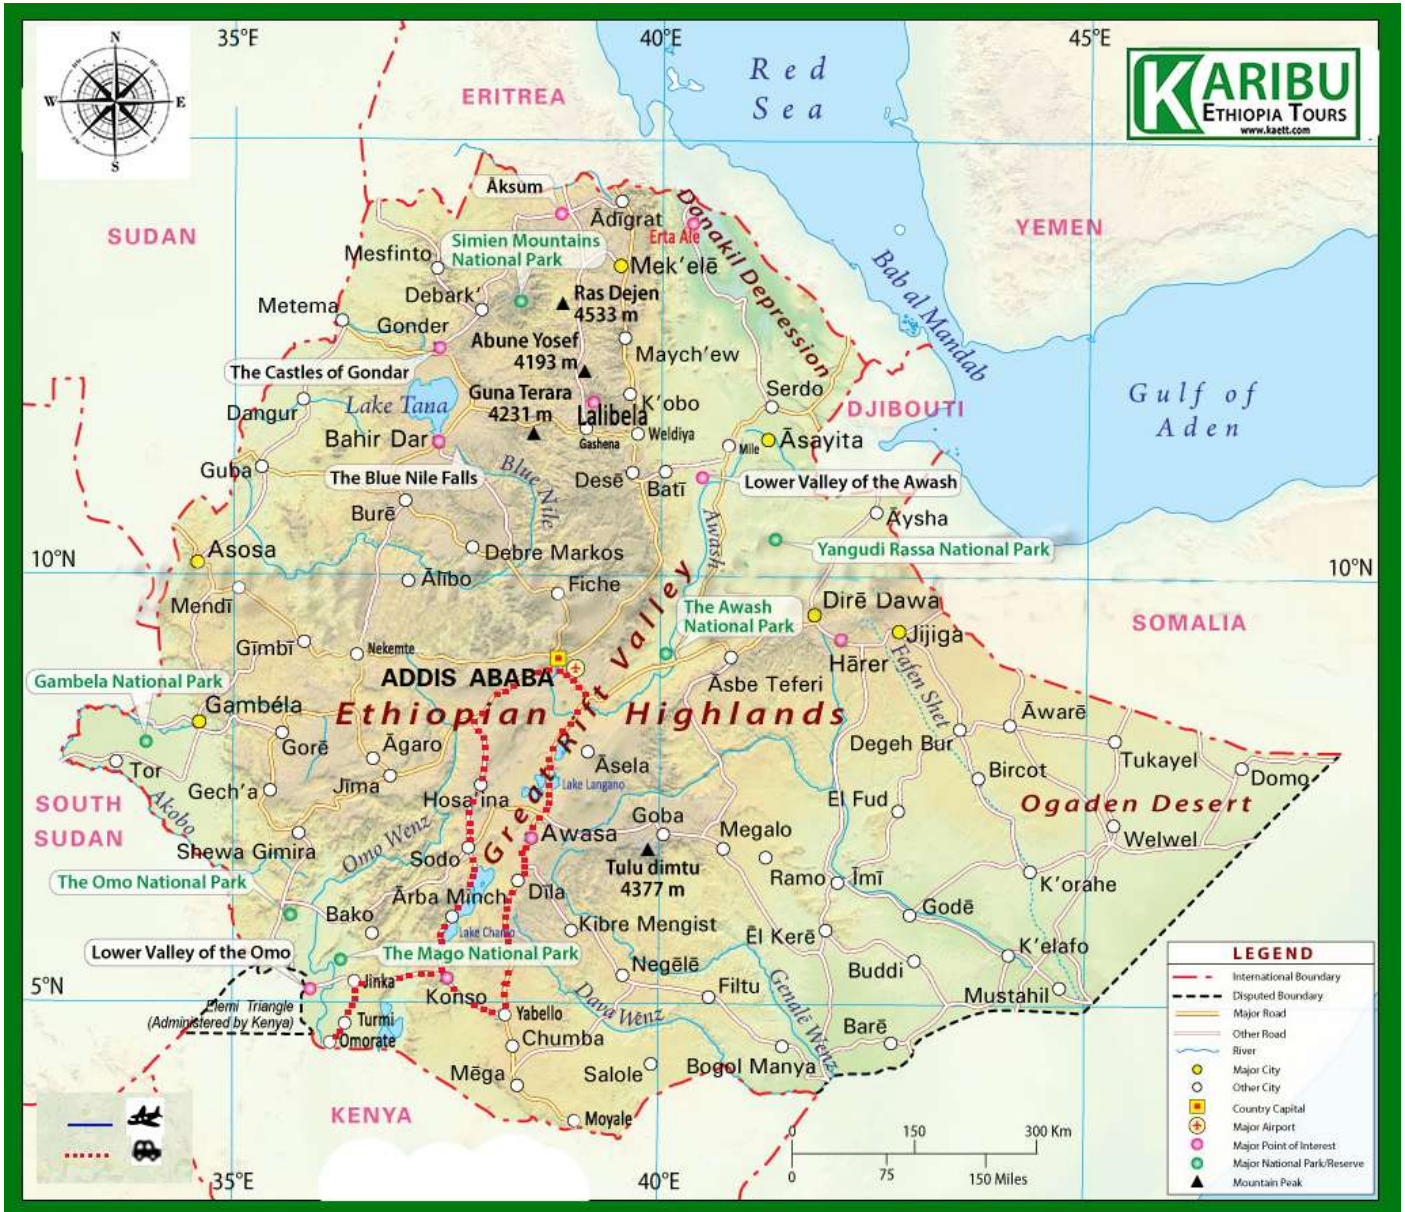 35°E
40°E
45°E
N
W
E
S
KARIBU
ETHIOPIA TOURS
www.kaett.com
Red
Sea
ERITREA
SUDAN
YEMEN
Āksum
Ādīgrat
Erta Ale
Danakil Depression
Simien Mountains
National Park
Mesfinto
Mek'elē
Bab al Mandab
Debark'
Ras Dejen
4533 m
Metema
Gonder
Abune Yosef
4193 m
Maych'ew
The Castles of Gondar
Guna Terara
4231 m
Serdo
Gulf of
Aden
Dangur
Lake Tana
Lalibela
K'obo
DJIBOUTI
Bahir Dar
Gashena
Weldiya
Mile
Āsayita
Guba
The Blue Nile Falls
Blue Nile
Desē
Batī
Lower Valley of the Awash
Burē
Awash
Āysha
Asosa
Debre Markos
Yangudi Rassa National Park
10°N
10°N
Ālībo
Fiche
Mendī
The Awash
National Park
Dirē Dawa
SOMALIA
Gīmbī
Nekemte
Jijiga
Hārer
ADDIS ABABA
Great Rift Valley
Fafen Shet
Gambela National Park
Āsbe Teferi
Gambéla
Ethiopian Highlands
Āwarē
Gorē
Āgaro
Degeh Bur
Tukayel
Tor
Āsela
Bircot
Domo
Gech'a
Jīma
Lake Langano
Hosa'ina
El Fud
Ogaden Desert
SOUTH
SUDAN
Akobo
Goba
Megalo
Awasa
Welwel
Shewa Gimira
Omo Wenz
Sodo
Tulu dimtu
4377 m
Ramo
Īmī
K'orahe
The Omo National Park
Ārba Minch
Dīla
Godē
Bako
Lake Chamo
Kibre Mengist
Ēl Kerē
K'elafo
Lower Valley of the Omo
The Mago National Park
Negēlē
Buddi
Jinka
Konso
Filtu
Mustahil
5°N
Elemi Triangle
(Administered by Kenya)
Turmi
Yabello
Dava Wēnz
Genalē Wenz
Omorate
Chumba
Barē
Mēga
Salole
Bogol Manya
KENYA
Moyale
0
150
300 Km
0
75
150 Miles
35°E
40°E
LEGEND
International Boundary
Disputed Boundary
Major Road
Other Road
River
Major City
Other City
Country Capital
Major Airport
Major Point of Interest
Major National Park/Reserve
Mountain Peak